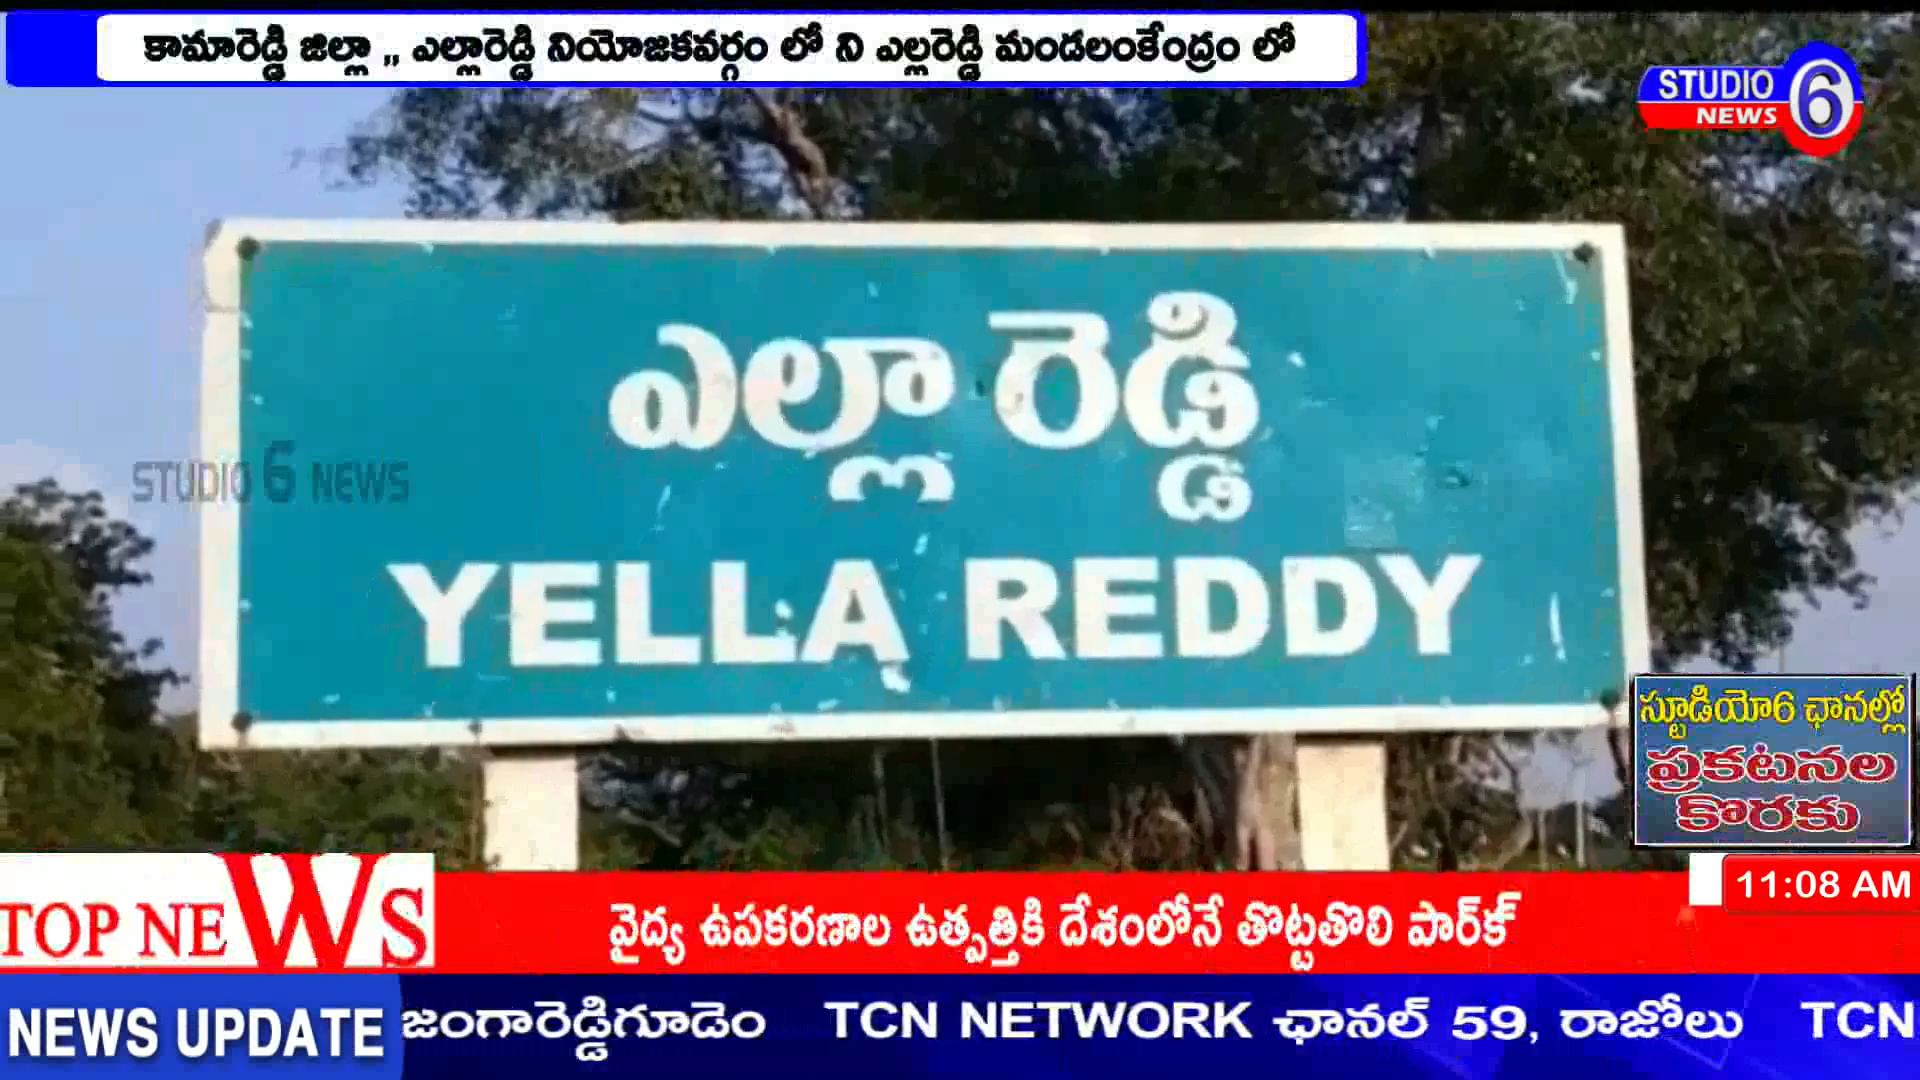 కామారెడ్డి జిల్లా ,, ఎల్లారెడ్డి నియోజకవర్గం లో ని ఎల్లరెడ్డి మండలంకేంద్రం లో
STUDIO 6
NEWS
ఎల్లా రెడ్డి
STUDIO 6 NEWS
YELLA REDDY
స్టూడియో6 ఛానల్లో
ప్రకటనల
కొరకు
11:08 AM
TOP NEWS
వైద్య ఉపకరణాల ఉత్పత్తికి దేశంలోనే తొట్టతొలి పార్‌క్
NEWS UPDATE
జంగారెడ్డిగూడెం TCN NETWORK ఛానల్ 59, రాజోలు TCN